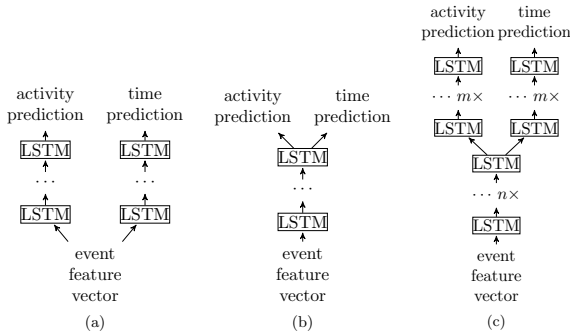 activity
prediction
time
prediction
LSTM
LSTM
...
...
LSTM
LSTM
event
feature
vector
(a)
activity
prediction
time
prediction
LSTM
...
LSTM
event
feature
vector
(b)
activity
prediction
time
prediction
LSTM
LSTM
... m×
... m×
LSTM
LSTM
LSTM
... n×
LSTM
event
feature
vector
(c)